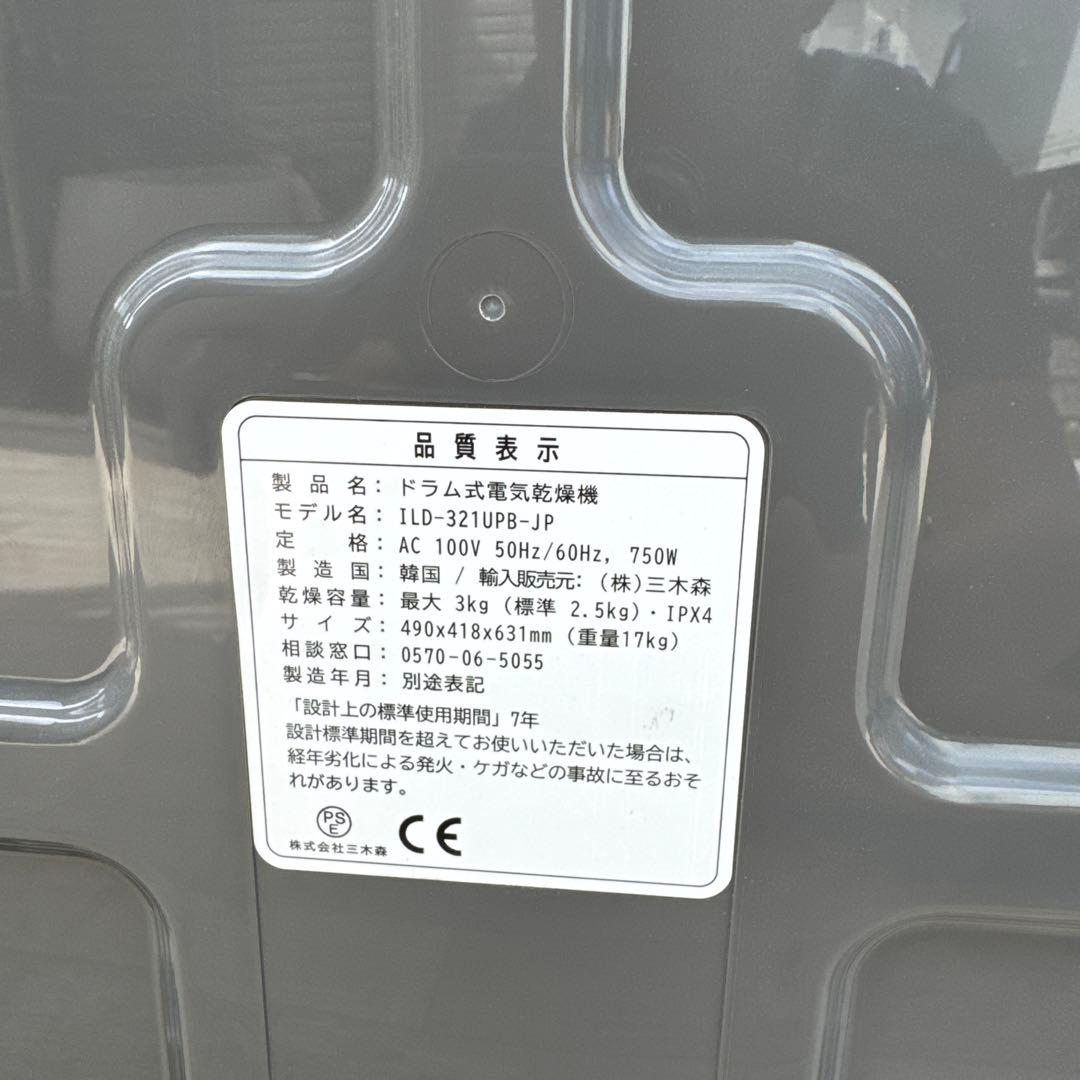 品質表示
製品名：ドラム式電気乾燥機
モデル名：ILD-321UPB-JP
定格：AC 100V 50Hz/60Hz, 750W
製造国：韓国 / 輸入販売元：(株)三木森
乾燥容量：最大 3kg (標準 2.5kg)・IPX4
サイズ：490x418x631mm (重量17kg)
相談窓口：0570-06-5055
製造年月：別途表記
「設計上の標準使用期間」7年
設計標準期間を超えてお使いいただいた場合は、
経年劣化による発火・ケガなどの事故に至るおそ
れがあります。
PS
E
株式会社三木森
CE